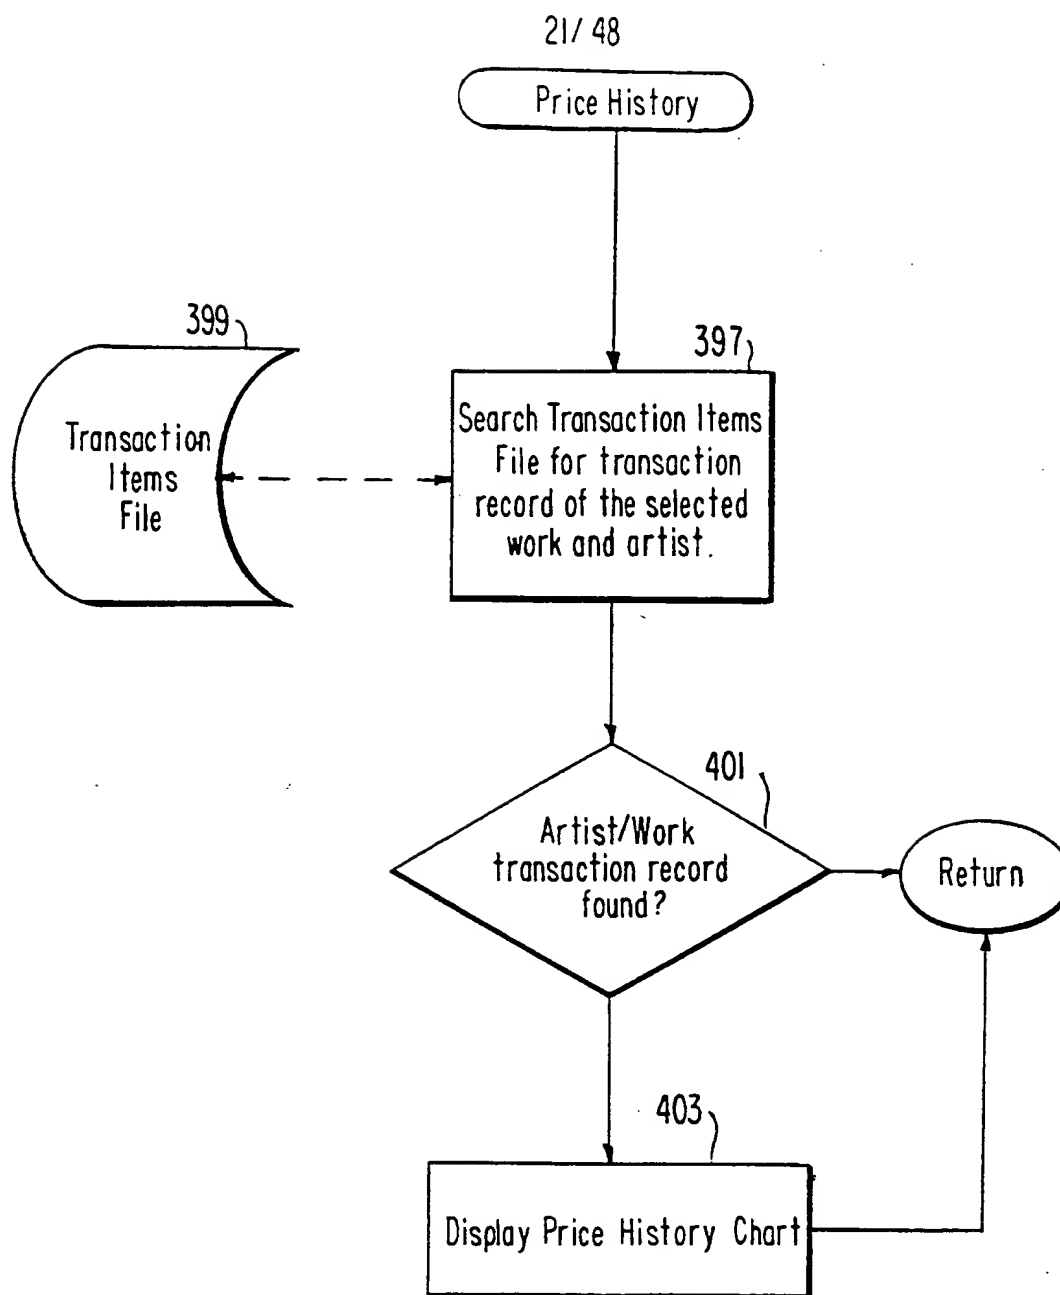 21/48
Price History
399
Transaction
Items
File
397
Search Transaction Items
File for transaction
record of the selected
work and artist.
401
Artist/Work
transaction record
found?
Return
403
Display Price History Chart